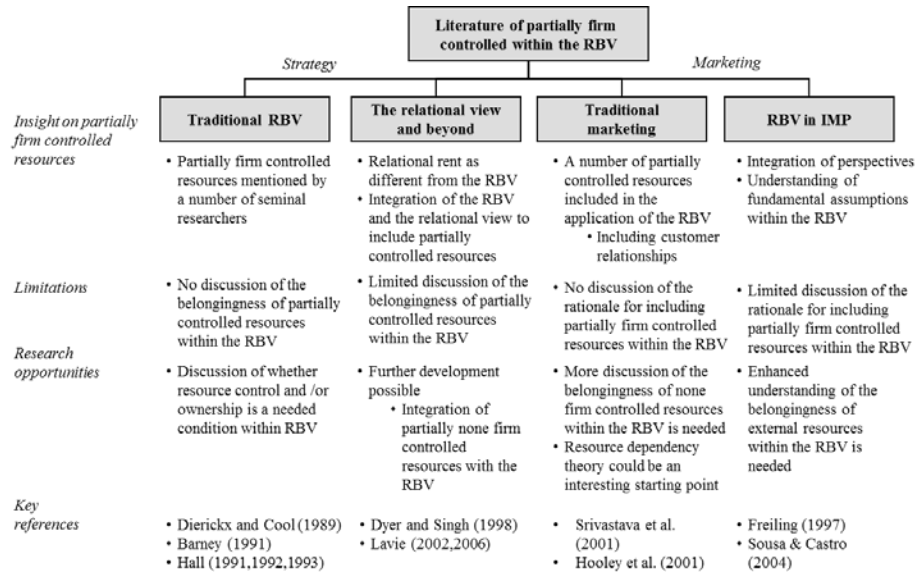 Literature of partially firm
controlled within the RBV
Strategy
Marketing
Traditional RBV
The relational view
and beyond
Traditional
marketing
RBV in IMP
Insight on partially
firm controlled
resources
• Partially firm controlled
resources mentioned by
a number of seminal
researchers
• Relational rent as
different from the RBV
• Integration of the RBV
and the relational view to
include partially
controlled resources
• A number of partially
controlled resources
included in the
application of the RBV
• Including customer
relationships
• Integration of perspectives
• Understanding of
fundamental assumptions
within the RBV
Limitations
• No discussion of the
belongingness of partially
controlled resources
within the RBV
• Limited discussion of the
belongingness of partially
controlled resources
within the RBV
• No discussion of the
rationale for including
partially firm controlled
resources within the RBV
• Limited discussion of the
rationale for including
partially firm controlled
resources within the RBV
Research
opportunities
• Discussion of whether
resource control and /or
ownership is a needed
condition within RBV
• Further development
possible
• Integration of
partially none firm
controlled
resources with the
RBV
• More discussion of the
belongingness of none
firm controlled resources
within the RBV is needed
• Resource dependency
theory could be an
interesting starting point
• Enhanced
understanding of the
belongingness of
external resources
within the RBV is
needed
Key
references
• Dierickx and Cool (1989)
• Barney (1991)
• Hall (1991,1992,1993)
• Dyer and Singh (1998)
• Lavie (2002,2006)
• Srivastava et al.
(2001)
• Hooley et al. (2001)
• Freiling (1997)
• Sousa & Castro
(2004)